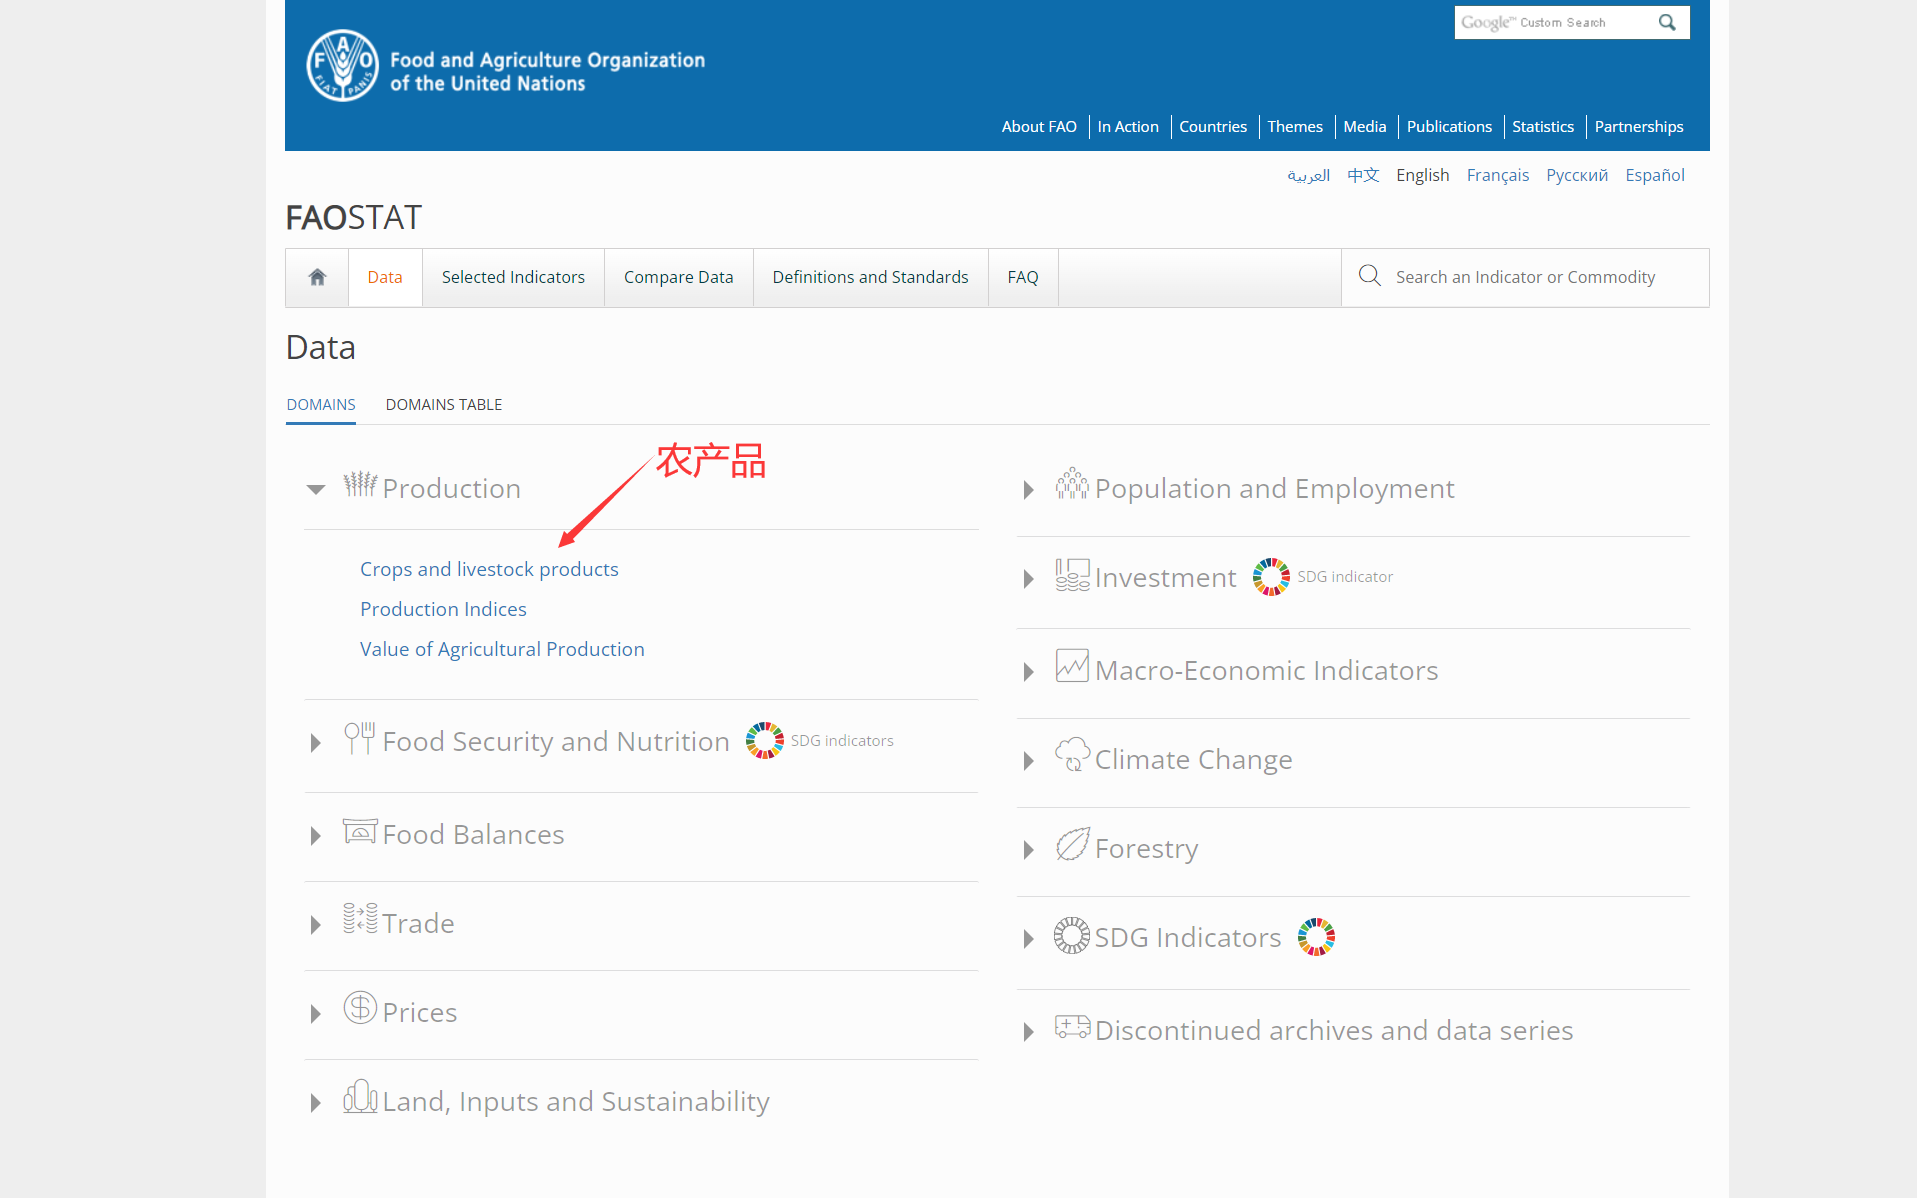 Google™ Custom Search
FAO
FIAT PANIS
Food and Agriculture Organization
of the United Nations
About FAO
In Action
Countries
Themes
Media
Publications
Statistics
Partnerships
العربية
中文
English
Français
Русский
Español
FAOSTAT
Data
Selected Indicators
Compare Data
Definitions and Standards
FAQ
Search an Indicator or Commodity
Data
DOMAINS
DOMAINS TABLE
农产品
Production
Crops and livestock products
Production Indices
Value of Agricultural Production
Food Security and Nutrition
SDG indicators
Food Balances
Trade
Prices
Land, Inputs and Sustainability
Population and Employment
Investment
SDG indicator
Macro-Economic Indicators
Climate Change
Forestry
SDG Indicators
Discontinued archives and data series